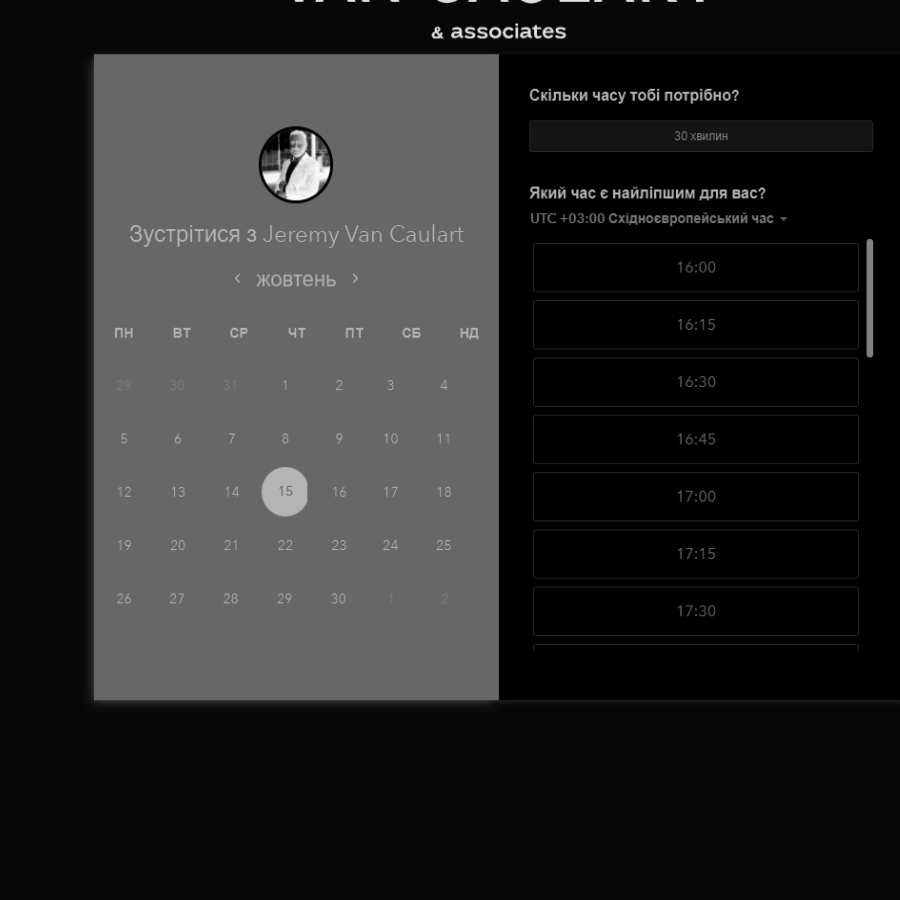 VAN CAULART
& associates
Зустрітися з Jeremy Van Caulart
жовтень
ПН ВТ СР ЧТ ПТ СБ НД
29 30 31 1 2 3 4
5 6 7 8 9 10 11
12 13 14 15 16 17 18
19 20 21 22 23 24 25
26 27 28 29 30 1 2
Скільки часу тобі потрібно?
30 хвилин
Який час є найліпшим для вас?
UTC +03:00 Східноєвропейський час
16:00
16:15
16:30
16:45
17:00
17:15
17:30